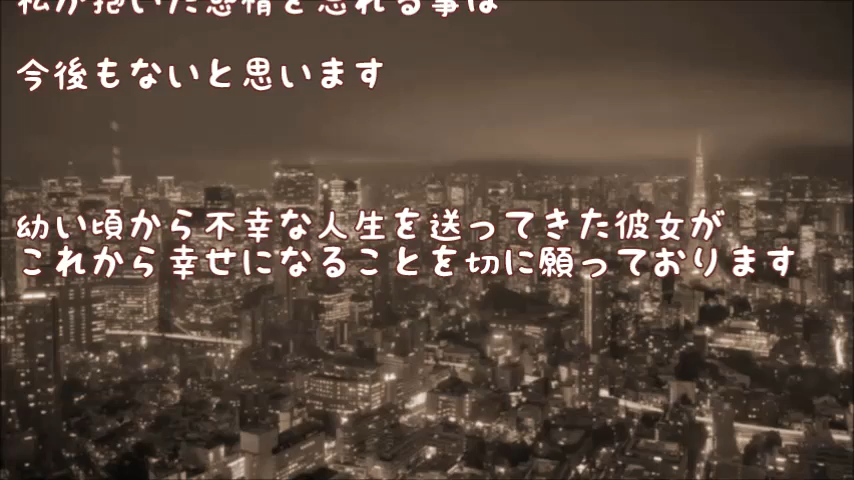 私が抱いた感情を忘れる事は
今後もないと思います
幼い頃から不幸な人生を送ってきた彼女が
これから幸せになることを切に願っております